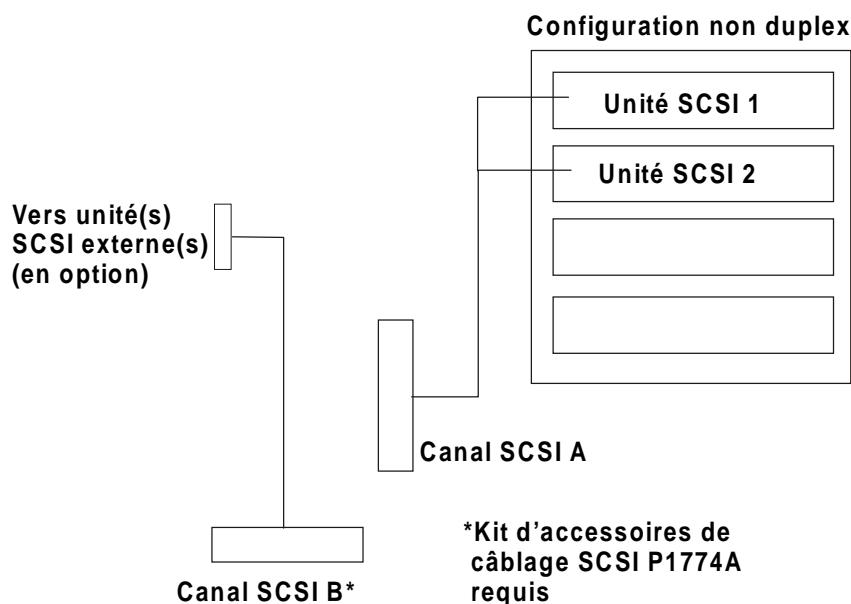 Configuration non duplex
Unité SCSI 1
Unité SCSI 2
Vers unité(s)
SCSI externe(s)
(en option)
Canal SCSI A
Canal SCSI B*
*Kit d'accessoires de
câblage SCSI P1774A
requis